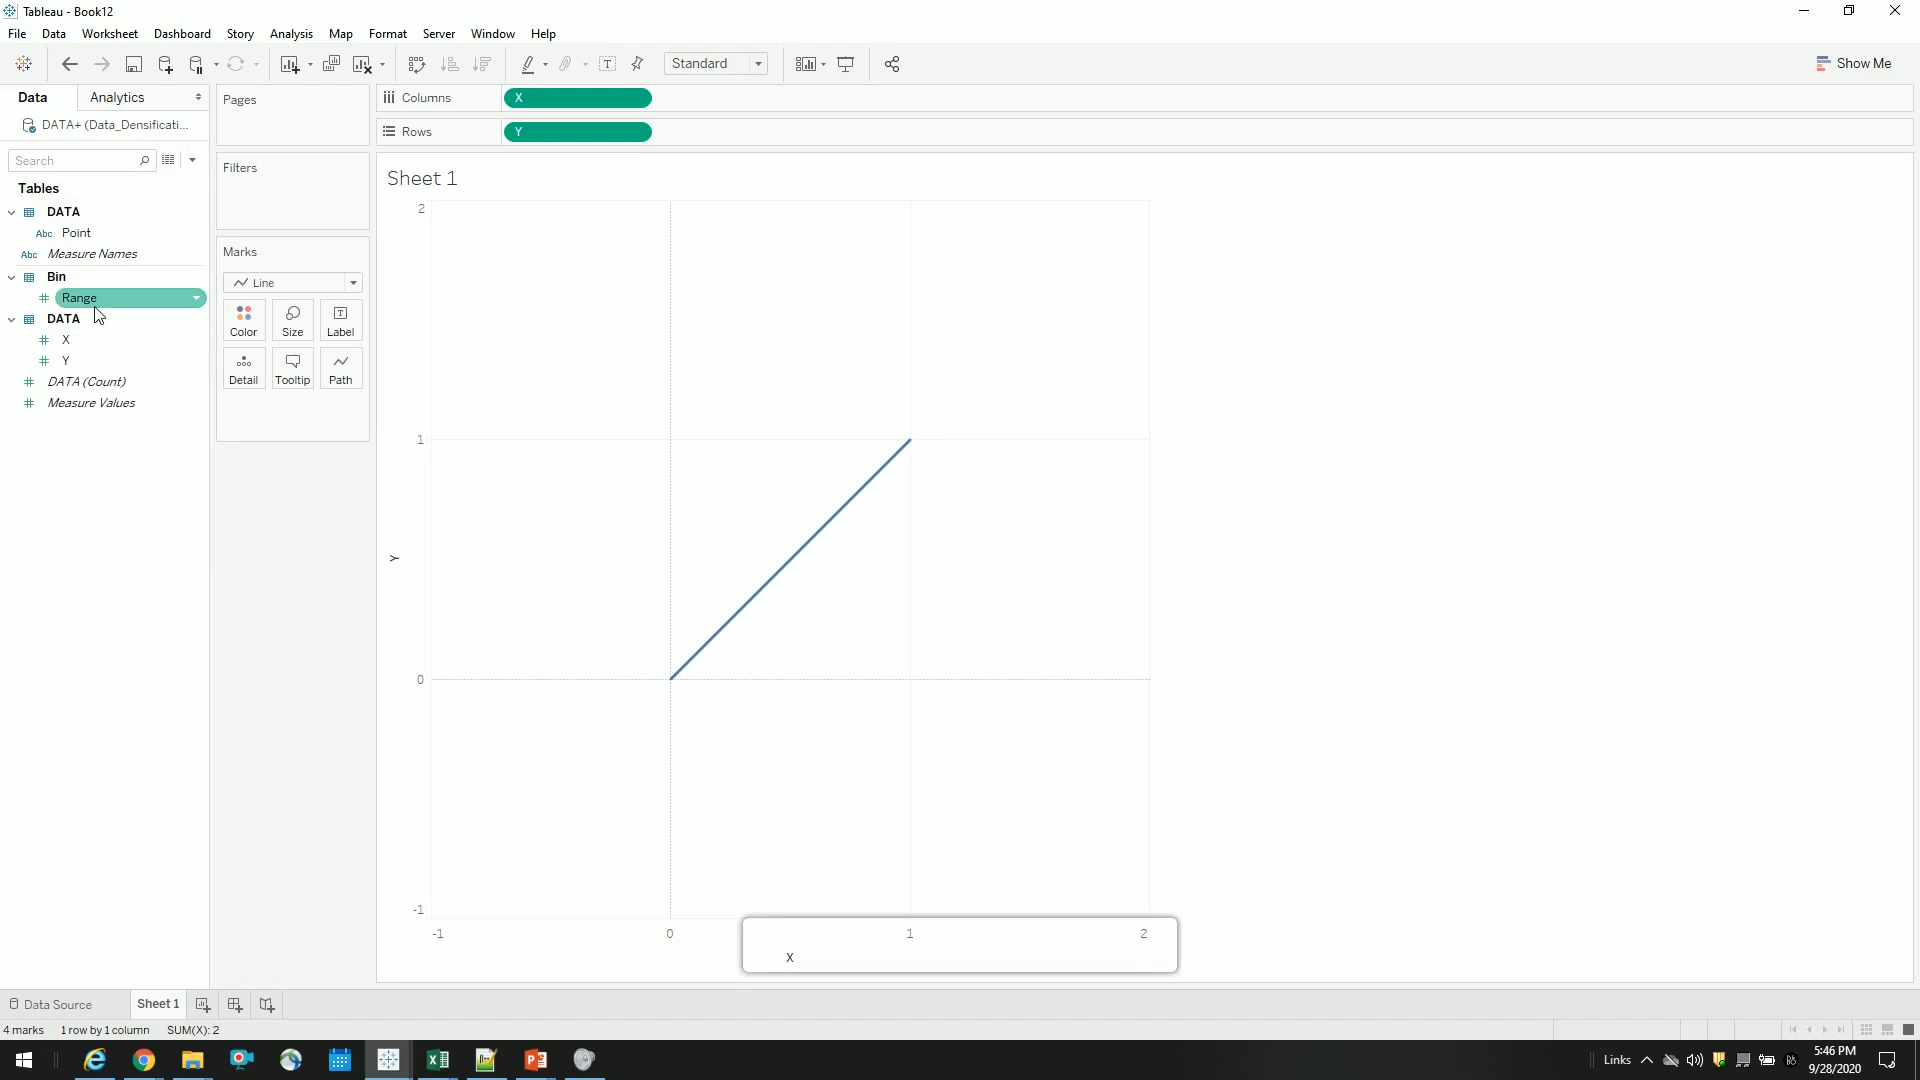 Tableau - Book12
File Data Worksheet Dashboard Story Analysis Map Format Server Window Help
Standard
Show Me
Data Analytics
DATA+ (Data_Densificati...
Search
Tables
DATA
Abc Point
Abc Measure Names
Bin
Range
DATA
X
Y
DATA (Count)
Measure Values
Pages
Filters
Marks
Line
Color Size Label
Detail Tooltip Path
Columns X
Rows Y
Sheet 1
2
1
0
-1
Y
-1 0 1 2
X
Data Source Sheet 1
4 marks 1 row by 1 column SUM(X): 2
Links 5:46 PM
9/28/2020